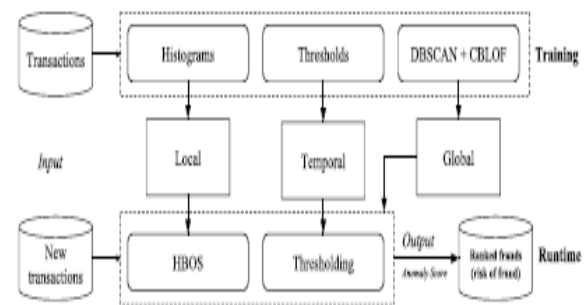 Transactions
Histograms
Thresholds
DBSCAN + CBLOF
Training
Input
Local
Temporal
Global
New
transactions
HBOS
Thresholding
Output
Anomaly Score
Ranked frauds
(risk of fraud)
Runtime